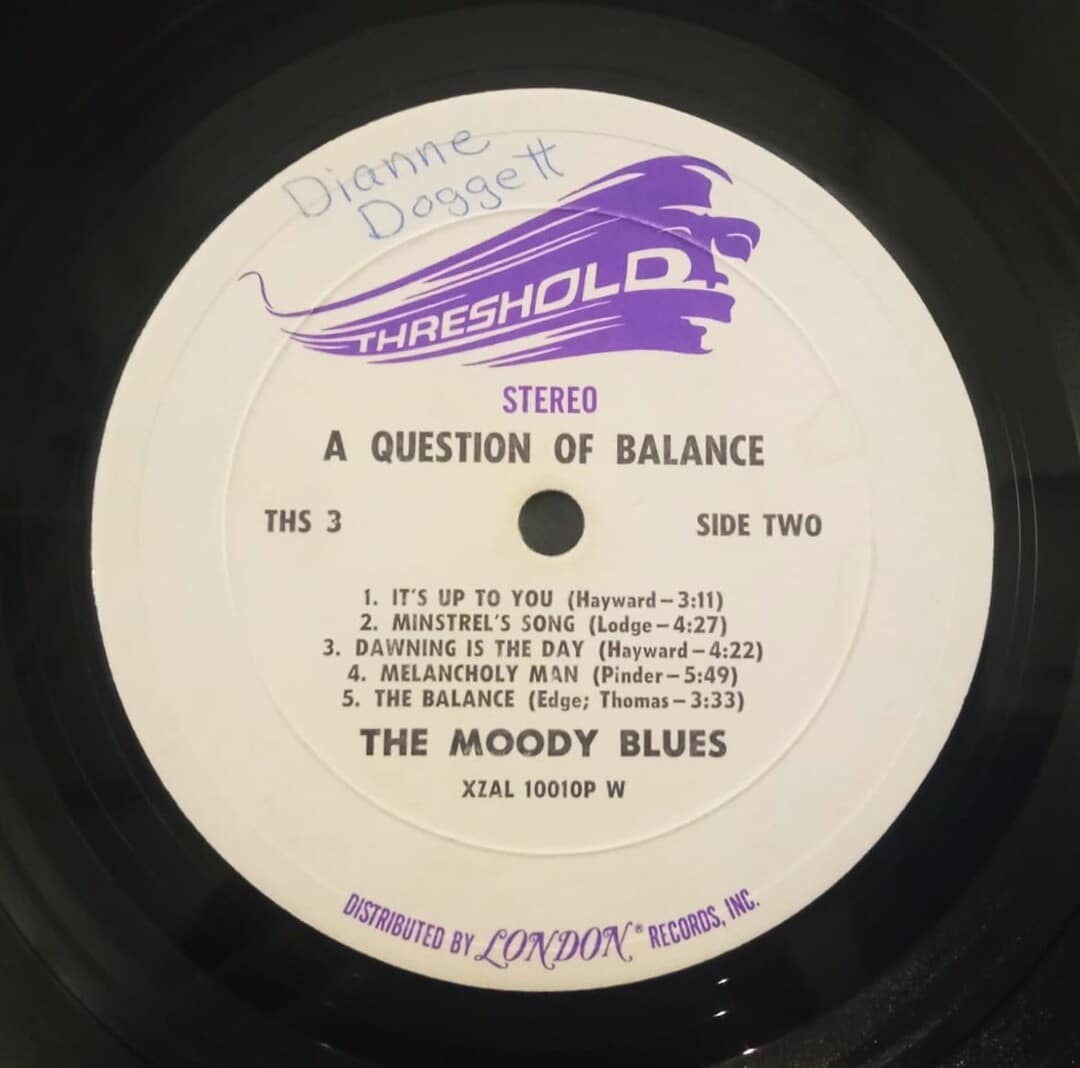 Dianne
Doggett
THRESHOLD
STEREO
A QUESTION OF BALANCE
THS 3
SIDE TWO
1. IT'S UP TO YOU (Hayward–3:11)
2. MINSTREL'S SONG (Lodge–4:27)
3. DAWNING IS THE DAY (Hayward–4:22)
4. MELANCHOLY MAN (Pinder–5:49)
5. THE BALANCE (Edge; Thomas–3:33)
THE MOODY BLUES
XZAL 10010P W
DISTRIBUTED BY LONDON® RECORDS, INC.